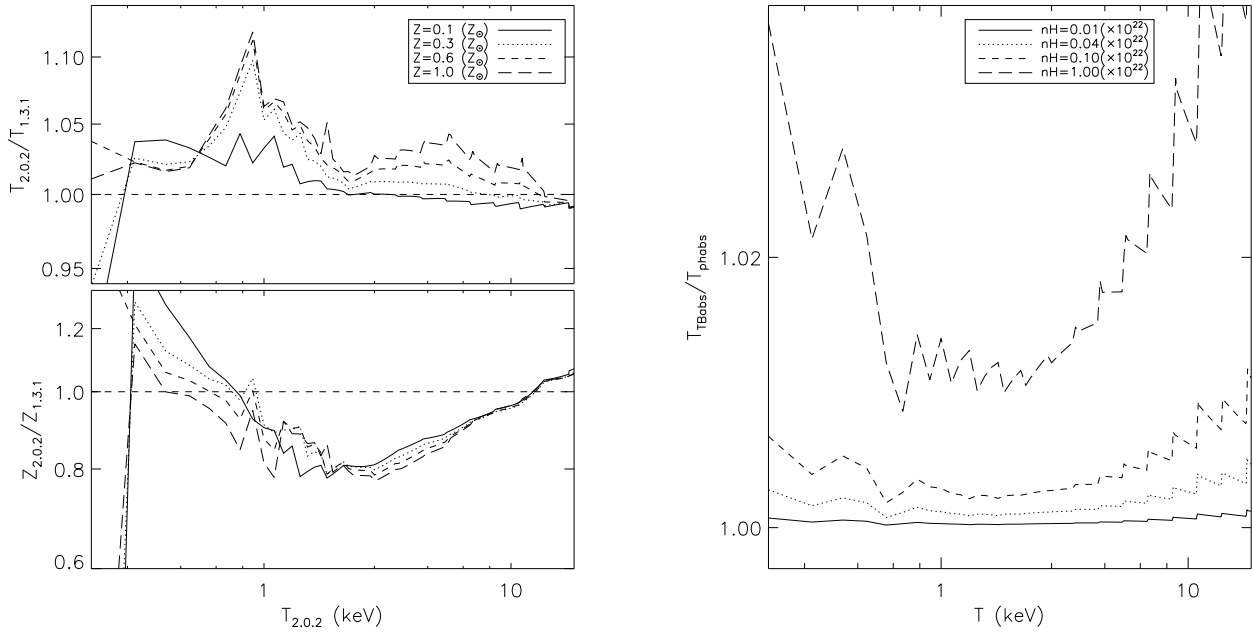 Z=0.1 (Z⊙)
Z=0.3 (Z⊙)
Z=0.6 (Z⊙)
Z=1.0 (Z⊙)
1.10
1.05
1.00
0.95
T2.0.2/T1.3.1
1.2
1.0
0.8
0.6
Z2.0.2/Z1.3.1
1 10
T2.0.2 (keV)
nH=0.01(×10^22)
nH=0.04(×10^22)
nH=0.10(×10^22)
nH=1.00(×10^22)
1.02
1.00
TTBabs/Tphabs
1 10
T (keV)